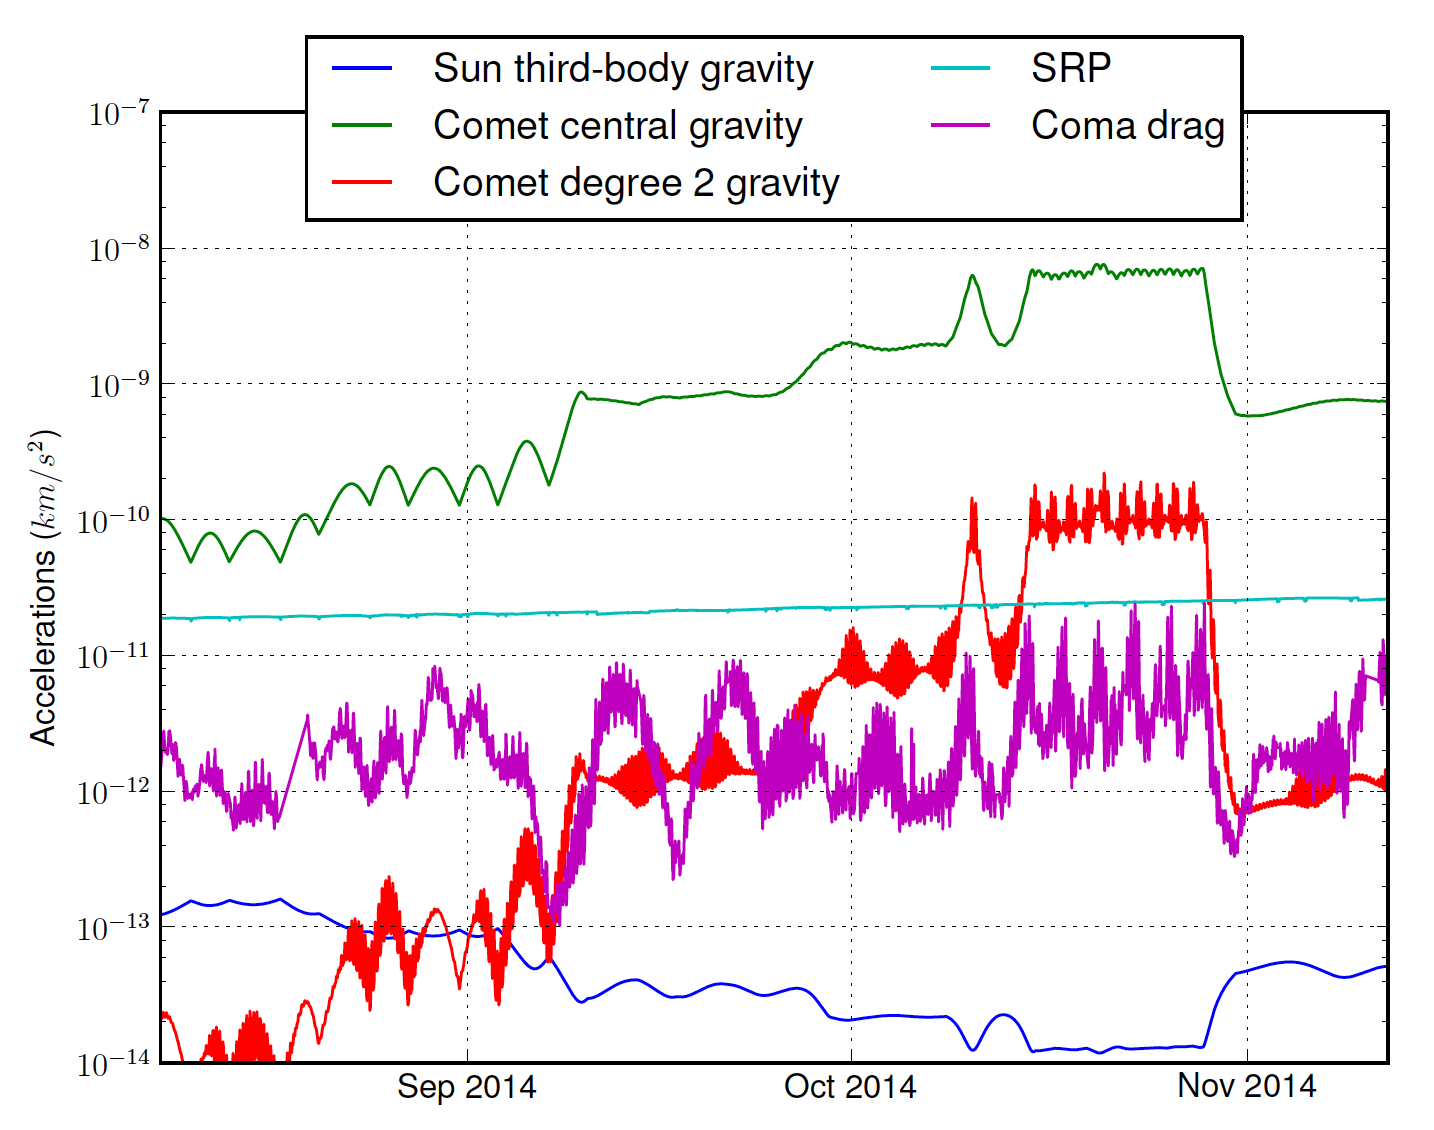 Sun third-body gravity
Comet central gravity
Comet degree 2 gravity
SRP
Coma drag
10⁻⁷
10⁻⁸
10⁻⁹
10⁻¹⁰
10⁻¹¹
10⁻¹²
10⁻¹³
10⁻¹⁴
Accelerations (km/s²)
Sep 2014
Oct 2014
Nov 2014